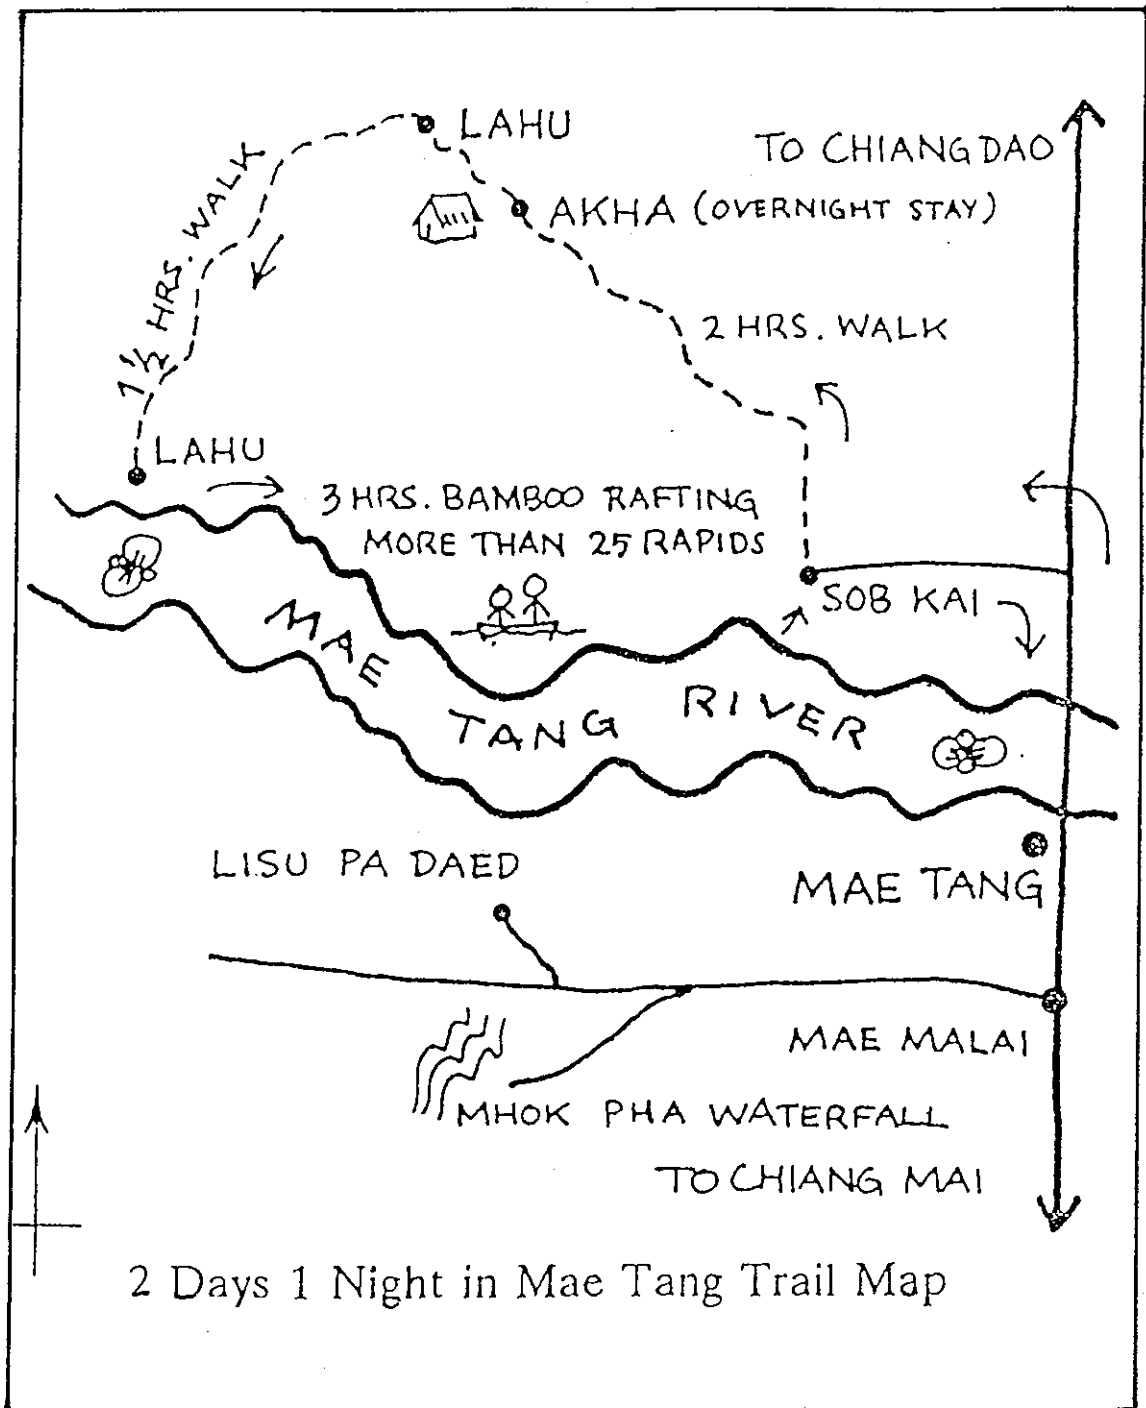 LAHU
TO CHIANGDAO
AKHA (OVERNIGHT STAY)
1½ HRS. WALK
2 HRS. WALK
LAHU
3 HRS. BAMBOO RAFTING
MORE THAN 25 RAPIDS
SOB KAI
MAE TANG RIVER
LISU PA DAED
MAE TANG
MAE MALAI
MHOK PHA WATERFALL
TO CHIANG MAI
2 Days 1 Night in Mae Tang Trail Map